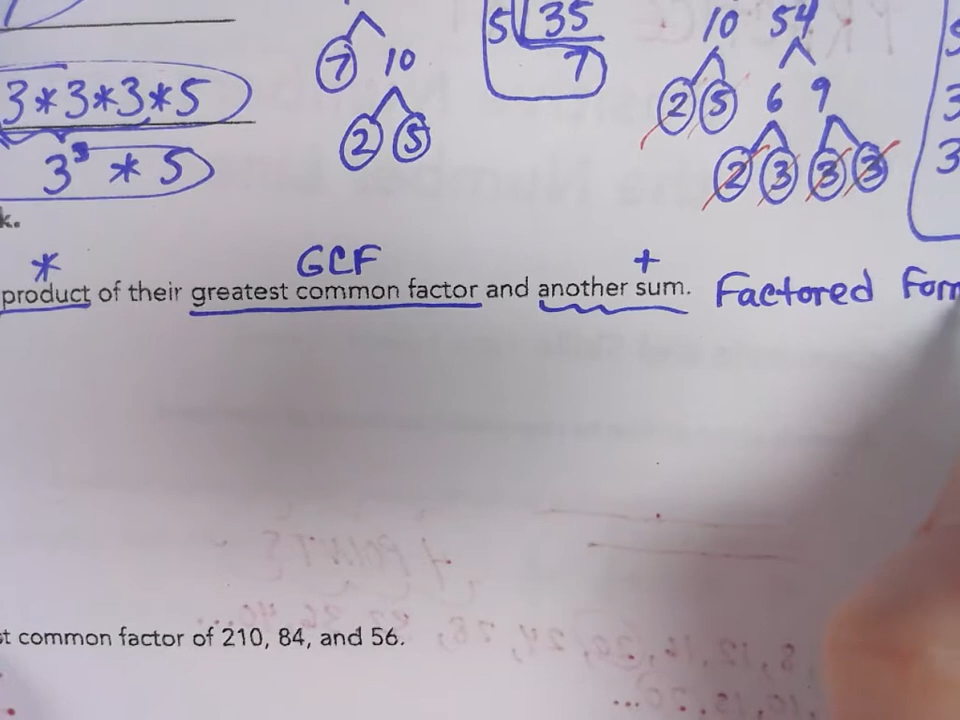 7 10
2 5
5 35
7
10 54
2 5 6 9
2 3 3 3
3*3*3*5
3³ * 5
k.
* GCF +
product of their greatest common factor and another sum. Factored Form
st common factor of 210, 84, and 56.